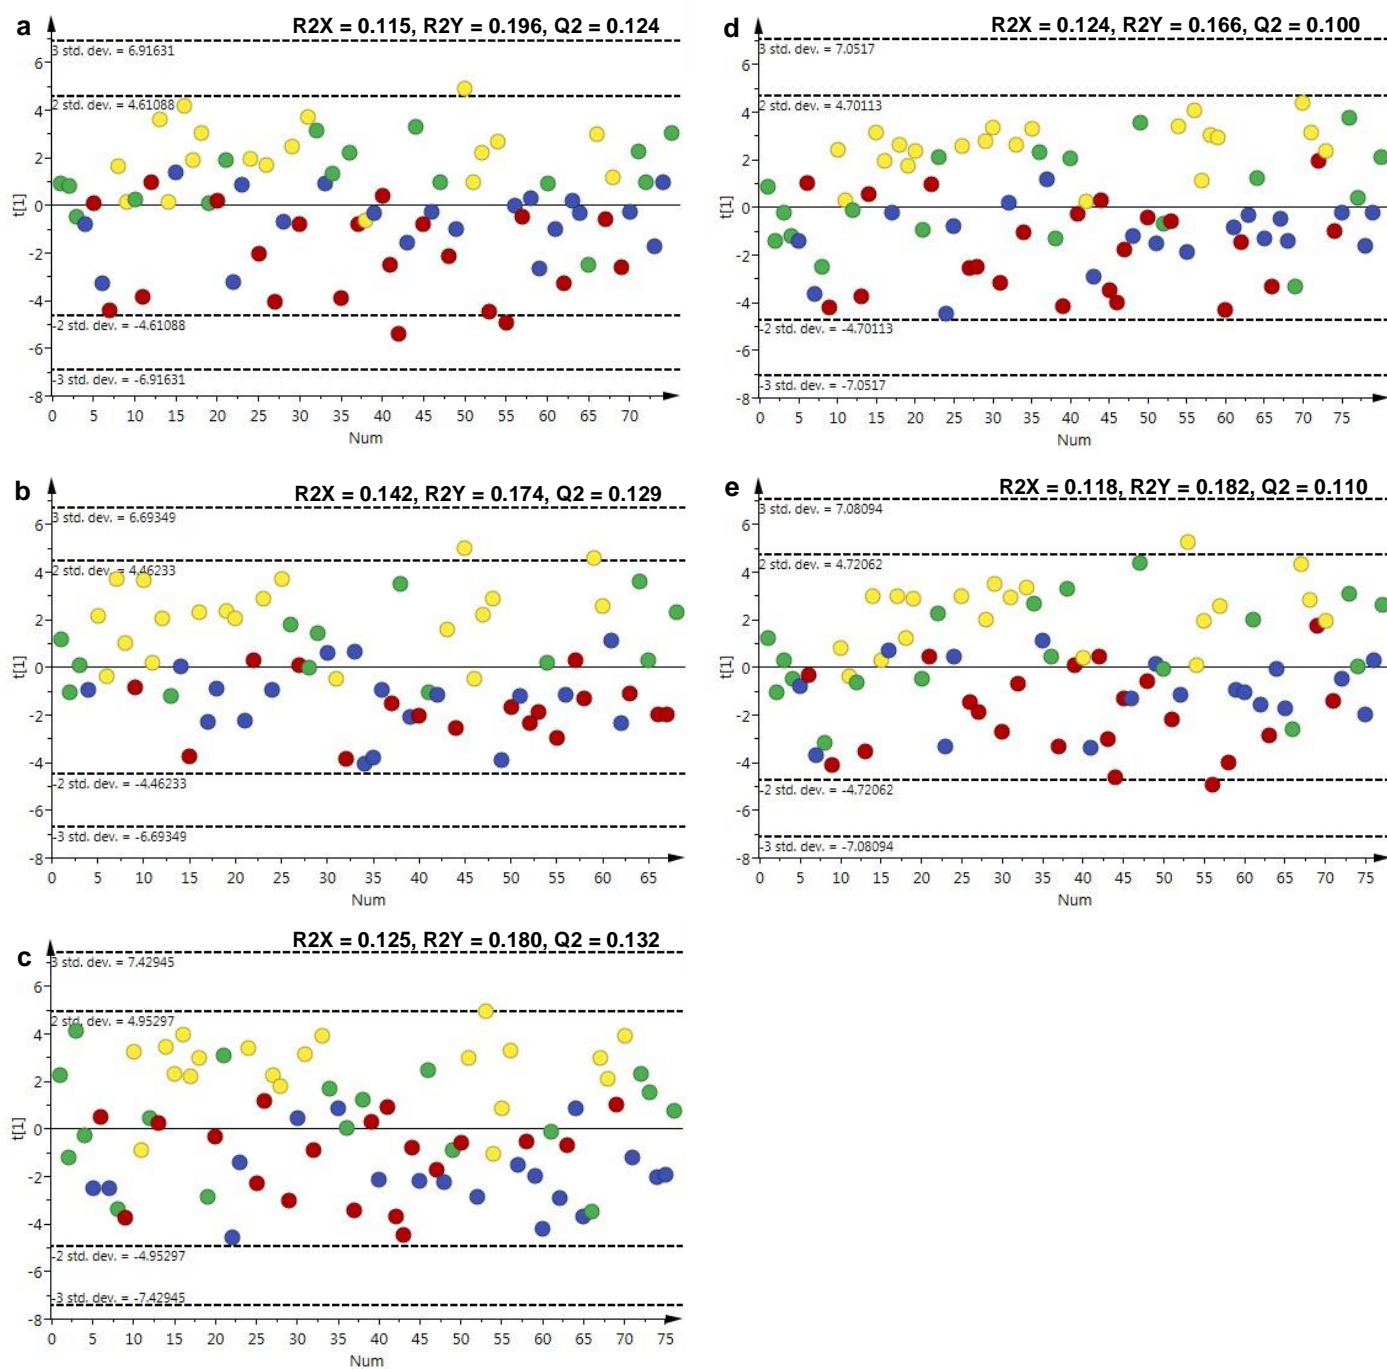 a
R2X = 0.115, R2Y = 0.196, Q2 = 0.124
3 std. dev. = 6.91631
2 std. dev. = 4.61088
-2 std. dev. = -4.61088
-3 std. dev. = -6.91631
t[1]
6
4
2
0
-2
-4
-6
-8
0 5 10 15 20 25 30 35 40 45 50 55 60 65 70
Num
b
R2X = 0.142, R2Y = 0.174, Q2 = 0.129
3 std. dev. = 6.69349
2 std. dev. = 4.46233
-2 std. dev. = -4.46233
-3 std. dev. = -6.69349
t[1]
6
4
2
0
-2
-4
-6
-8
0 5 10 15 20 25 30 35 40 45 50 55 60 65
Num
c
R2X = 0.125, R2Y = 0.180, Q2 = 0.132
3 std. dev. = 7.42945
2 std. dev. = 4.95297
-2 std. dev. = -4.95297
-3 std. dev. = -7.42945
t[1]
6
4
2
0
-2
-4
-6
-8
0 5 10 15 20 25 30 35 40 45 50 55 60 65 70 75
Num
d
R2X = 0.124, R2Y = 0.166, Q2 = 0.100
3 std. dev. = 7.0517
2 std. dev. = 4.70113
-2 std. dev. = -4.70113
-3 std. dev. = -7.0517
t[1]
6
4
2
0
-2
-4
-6
-8
0 5 10 15 20 25 30 35 40 45 50 55 60 65 70 75
Num
e
R2X = 0.118, R2Y = 0.182, Q2 = 0.110
3 std. dev. = 7.08094
2 std. dev. = 4.72062
-2 std. dev. = -4.72062
-3 std. dev. = -7.08094
t[1]
6
4
2
0
-2
-4
-6
-8
0 5 10 15 20 25 30 35 40 45 50 55 60 65 70 75
Num